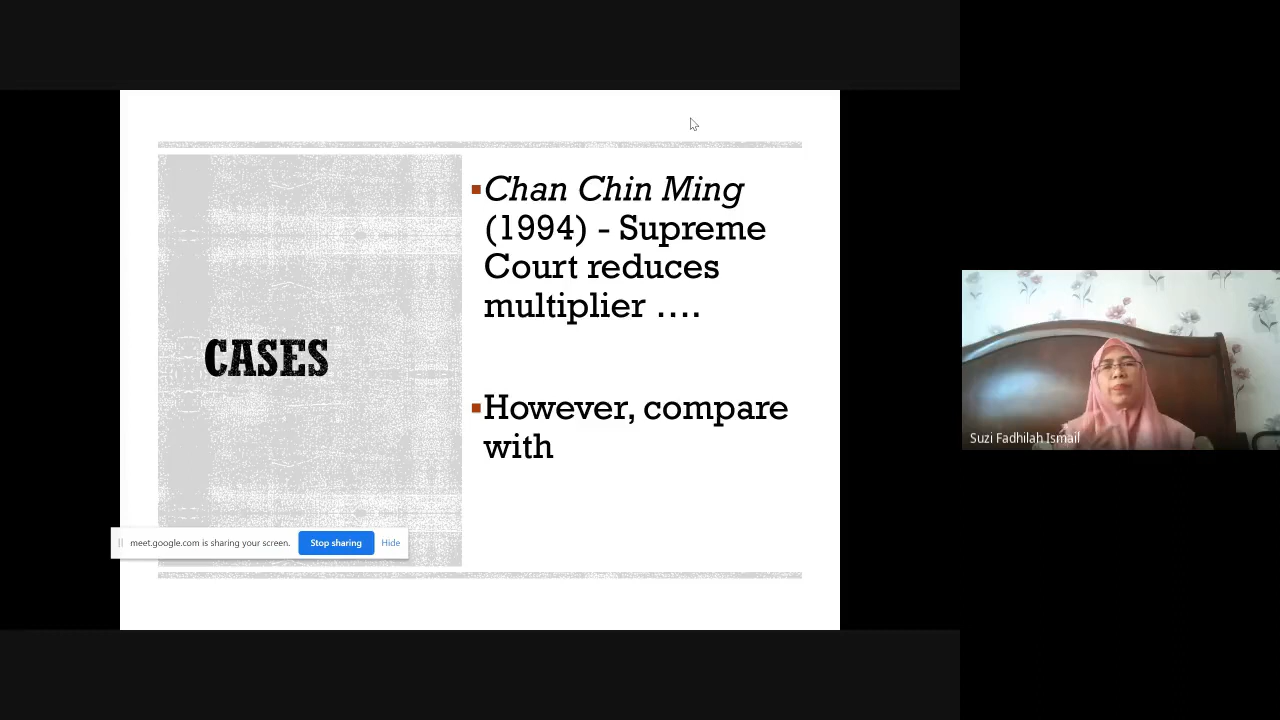 CASES
▪Chan Chin Ming
(1994) - Supreme
Court reduces
multiplier ....
▪However, compare
with
meet.google.com is sharing your screen. Stop sharing Hide
Suzi Fadhilah Ismail